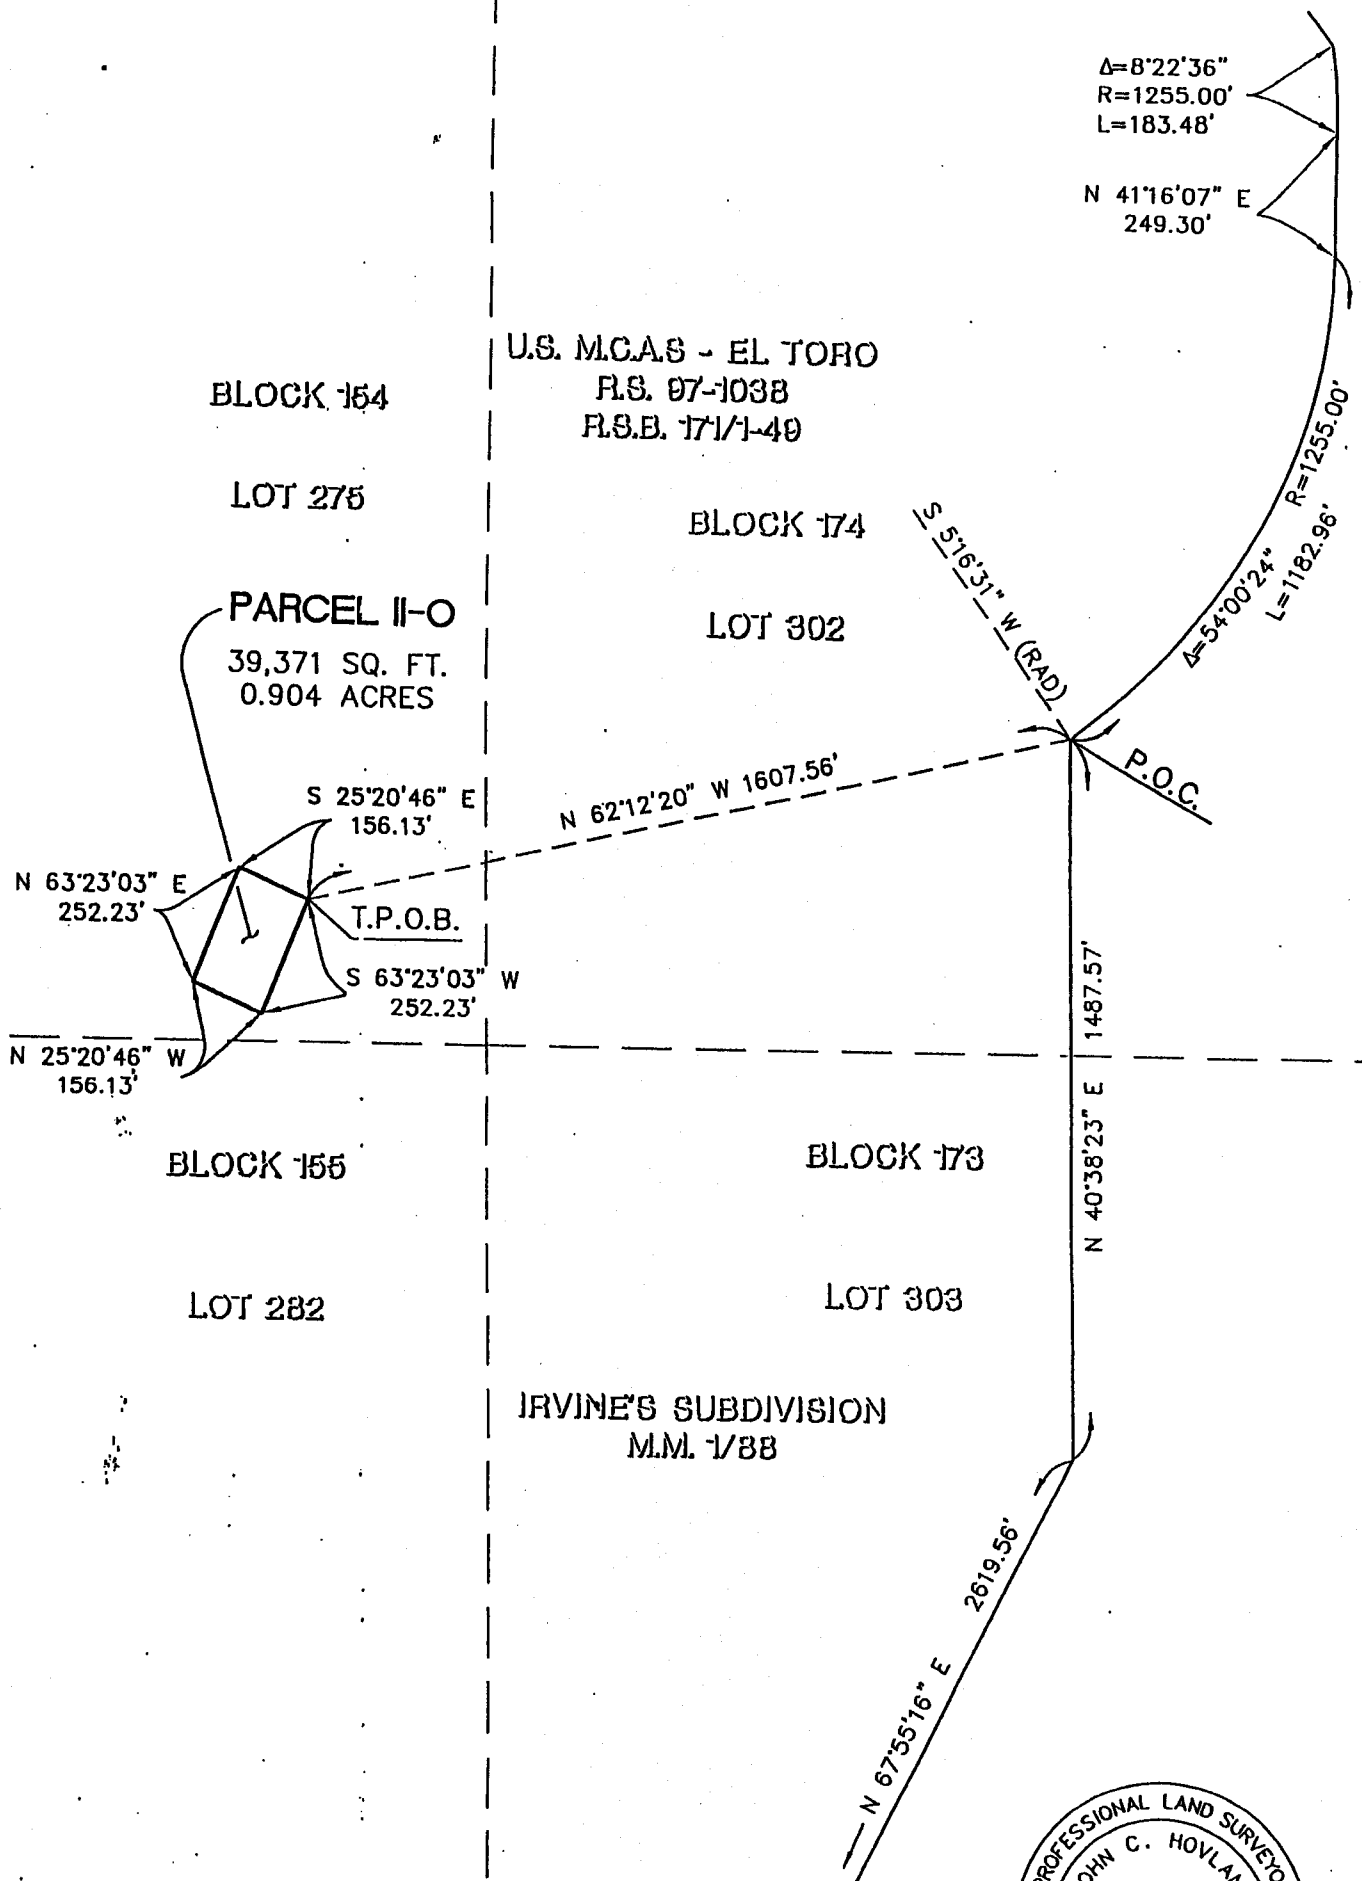 Δ=8°22'36"
R=1255.00'
L=183.48'
N 41°16'07" E
249.30'
U.S. M.C.A.S - EL TORO
R.S. 97-1038
R.S.B. 171/1-49
BLOCK 154
LOT 275
BLOCK 174
LOT 302
R=1255.00'
Δ=54°00'24"
L=1182.96'
S 5°16'31" W (RAD)
PARCEL II-O
39,371 SQ. FT.
0.904 ACRES
P.O.C.
N 62°12'20" W 1607.56'
S 25°20'46" E
156.13'
N 63°23'03" E
252.23'
T.P.O.B.
S 63°23'03" W
252.23'
N 25°20'46" W
156.13'
N 40°38'23" E 1487.57'
BLOCK 155
LOT 282
BLOCK 173
LOT 303
IRVINE'S SUBDIVISION
M.M. 1/88
N 67°55'16" E 2619.56'
PROFESSIONAL LAND SURVEYO
JOHN C. HOVLAN